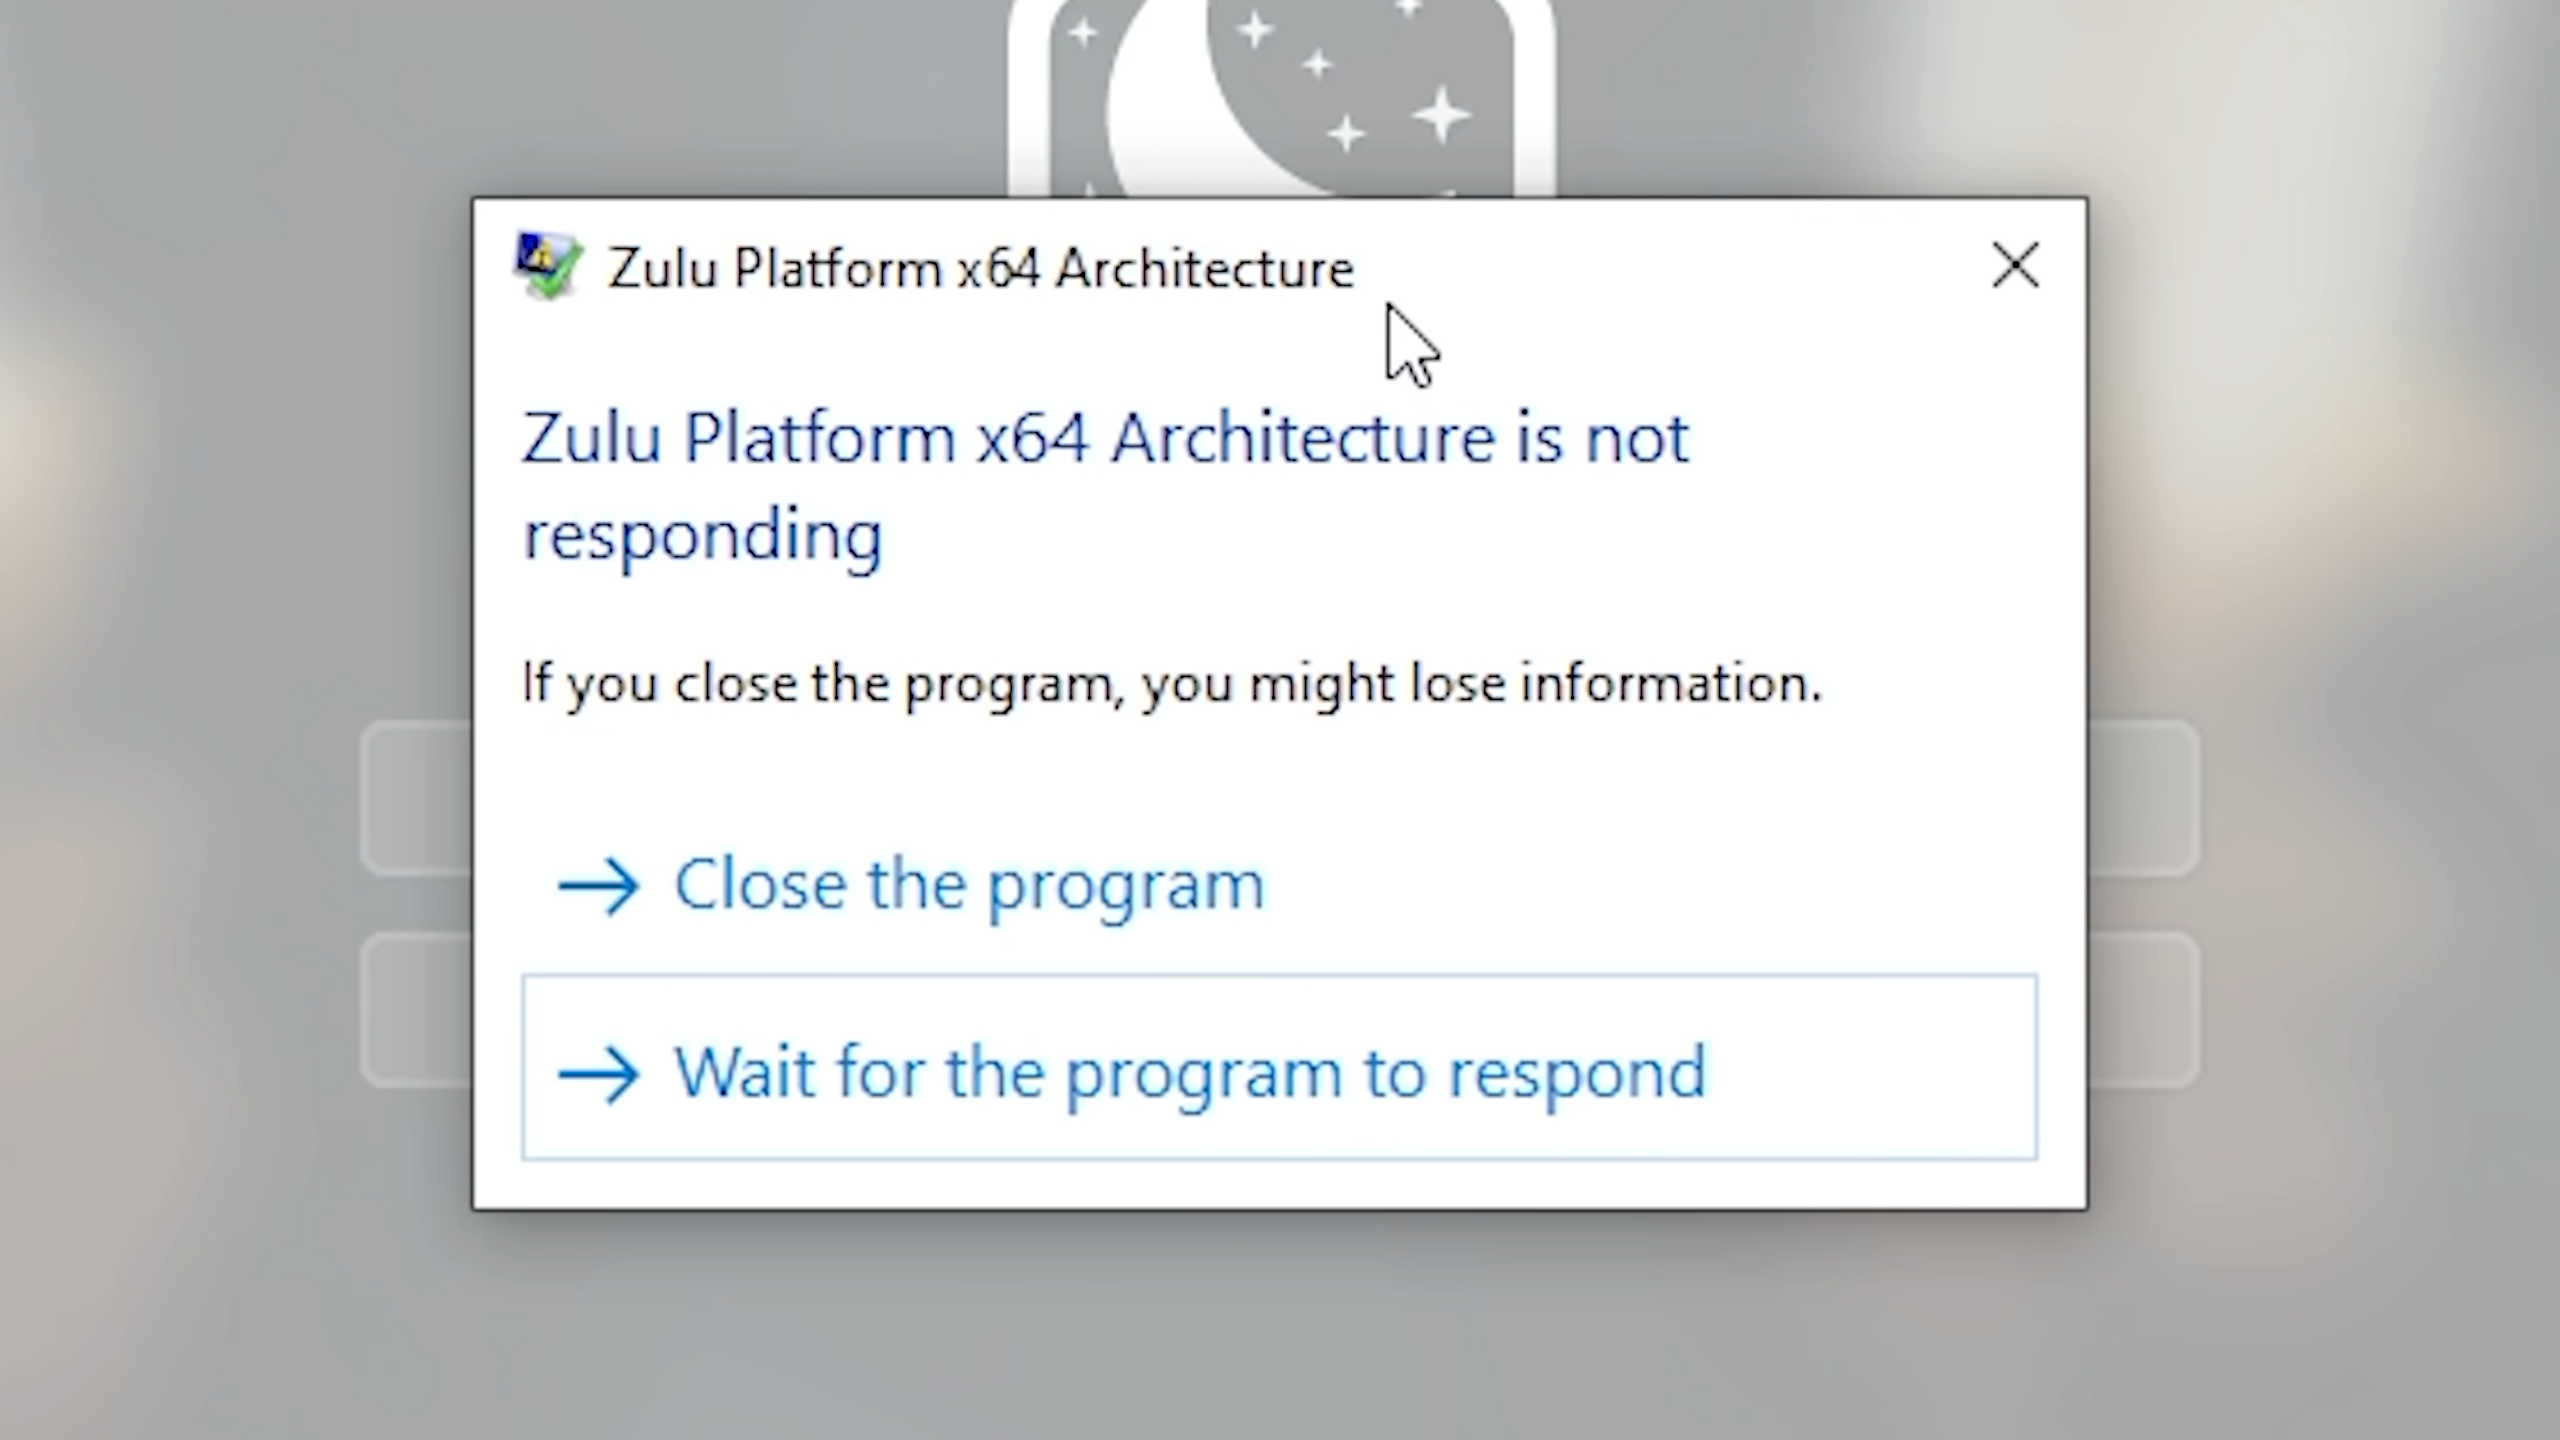 Zulu Platform x64 Architecture
Zulu Platform x64 Architecture is not
responding
If you close the program, you might lose information.
Close the program
Wait for the program to respond